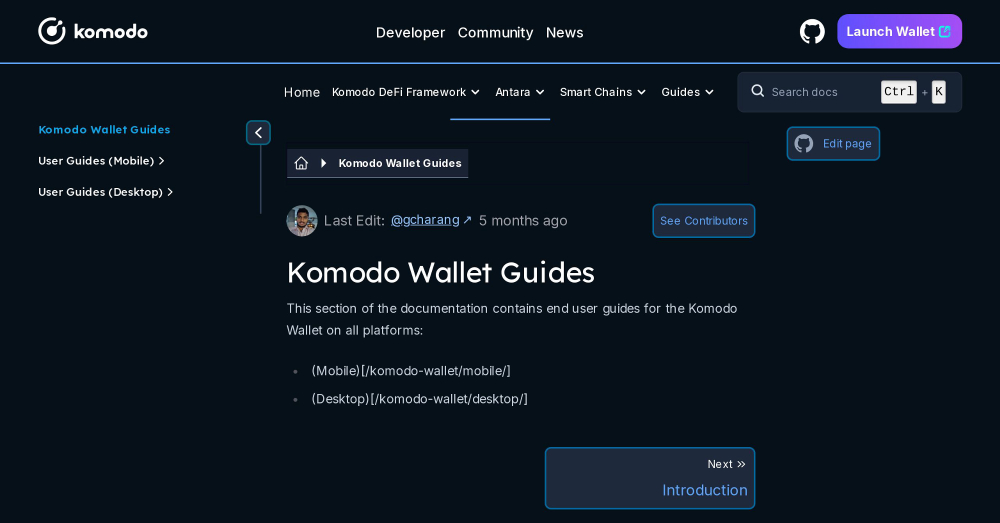 komodo
Developer Community News
Launch Wallet
Home Komodo DeFi Framework Antara Smart Chains Guides
Search docs Ctrl + K
Komodo Wallet Guides
User Guides (Mobile)
User Guides (Desktop)
Komodo Wallet Guides
Edit page
Last Edit: @gcharang ↗ 5 months ago
See Contributors
Komodo Wallet Guides
This section of the documentation contains end user guides for the Komodo
Wallet on all platforms:
(Mobile)[/komodo-wallet/mobile/]
(Desktop)[/komodo-wallet/desktop/]
Next »
Introduction